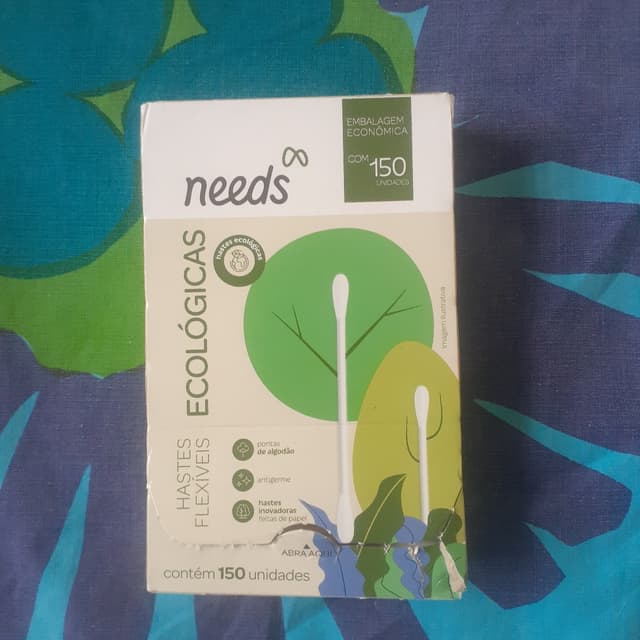 EMBALAGEM
ECONÔMICA
COM 150
UNIDADES
needs
hastes ecológicas
HASTES
FLEXÍVEIS
ECOLÓGICAS
Imagem ilustrativa
pontas
de algodão
antigerme
hastes
inovadoras
feitas de papel
ABRA AQUI
contém 150 unidades